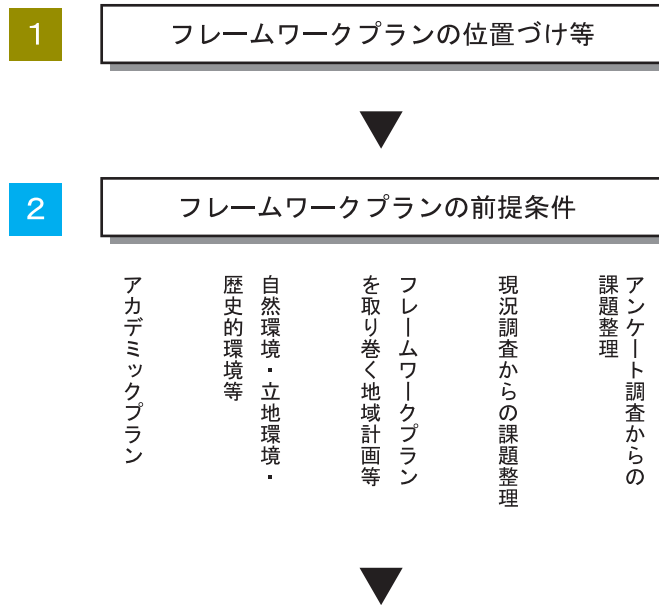 1
フレームワークプランの位置づけ等
2
フレームワークプランの前提条件
アカデミックプラン
自然環境・立地環境・
歴史的環境等
フレームワークプラン
を取り巻く地域計画等
現況調査からの課題整理
アンケート調査からの
課題整理